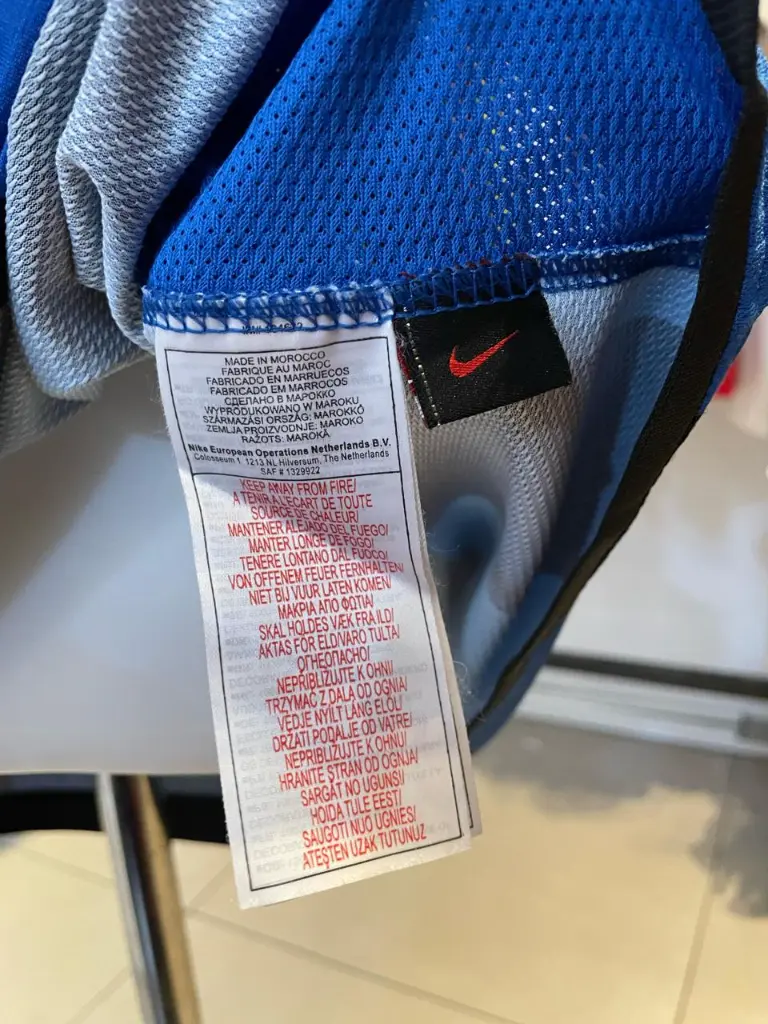 MADE IN MOROCCO
FABRIQUE AU MAROC
FABRICADO EN MARRUECOS
FABRICADO EM MARROCOS
СДЕЛАНО В МАРОККО
WYPRODUKOWANO W MAROKU
SZÁRMAZÁSI ORSZÁG: MAROKKÓ
ZEMLJA PROIZVODNJE: MAROKO
RAŽOTS: MAROKĀ
Nike European Operations Netherlands B.V.
Colosseum 1 1213 NL Hilversum, The Netherlands
SAF # 1329922
KEEP AWAY FROM FIRE/
A TENIR A L'ECART DE TOUTE
SOURCE DE CHALEUR/
MANTENER ALEJADO DEL FUEGO/
MANTER LONGE DE FOGO/
TENERE LONTANO DAL FUOCO/
VON OFFENEM FEUER FERNHALTEN/
NIET BIJ VUUR LATEN KOMEN/
ΜΑΚΡΙΑ ΑΠΟ ΦΩΤΙΑ/
SKAL HOLDES VÆK FRA ILD/
AKTAS FÖR ELD/VARO TULTA/
ОГНЕОПАСНО/
NEPRIBLIŽUJTE K OHNI/
TRZYMAĆ Z DALA OD OGNIA/
VÉDJE NYÍLT LÁNG ELŐL/
DRŽATI PODALJE OD VATRE/
NEPRIBLIŽUJTE K OHNU/
HRANITE STRAN OD OGNJA/
SARGĀT NO UGUNS/
HOIDA TULE EEST/
SAUGOTI NUO UGNIES/
ATEŞTEN UZAK TUTUNUZ